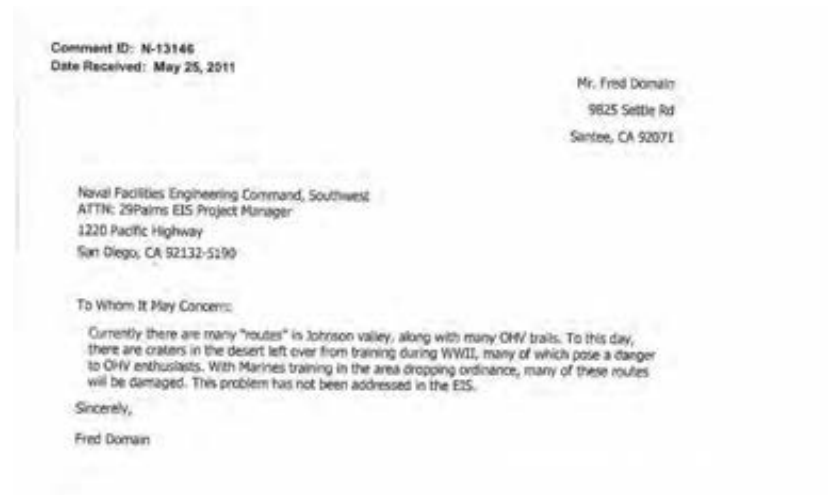 Comment ID: N-13146
Date Received: May 25, 2011
Mr. Fred Domain
9825 Settle Rd
Santee, CA 92071
Naval Facilities Engineering Command, Southwest
ATTN: 29Palms EIS Project Manager
1220 Pacific Highway
San Diego, CA 92132-5190
To Whom It May Concern:
Currently there are many "routes" in Johnson valley, along with many OHV trails. To this day,
there are craters in the desert left over from training during WWII, many of which pose a danger
to OHV enthusiasts. With Marines training in the area dropping ordinance, many of these routes
will be damaged. This problem has not been addressed in the EIS.
Sincerely,
Fred Domain